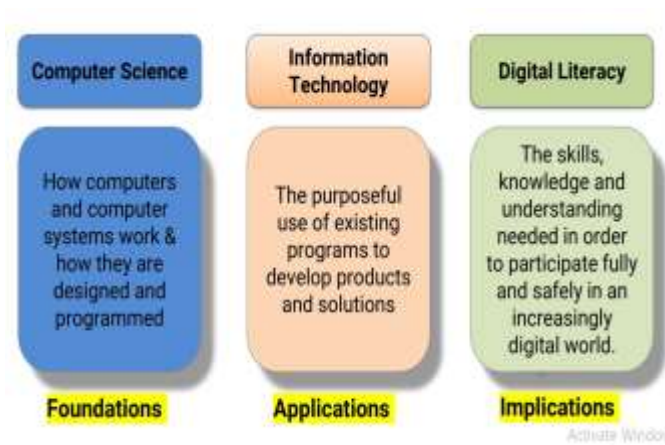 Computer Science
Information
Technology
Digital Literacy
How computers
and computer
systems work &
how they are
designed and
programmed
The purposeful
use of existing
programs to
develop products
and solutions
The skills,
knowledge and
understanding
needed in order
to participate fully
and safely in an
increasingly
digital world.
Foundations
Applications
Implications
Activate Windo